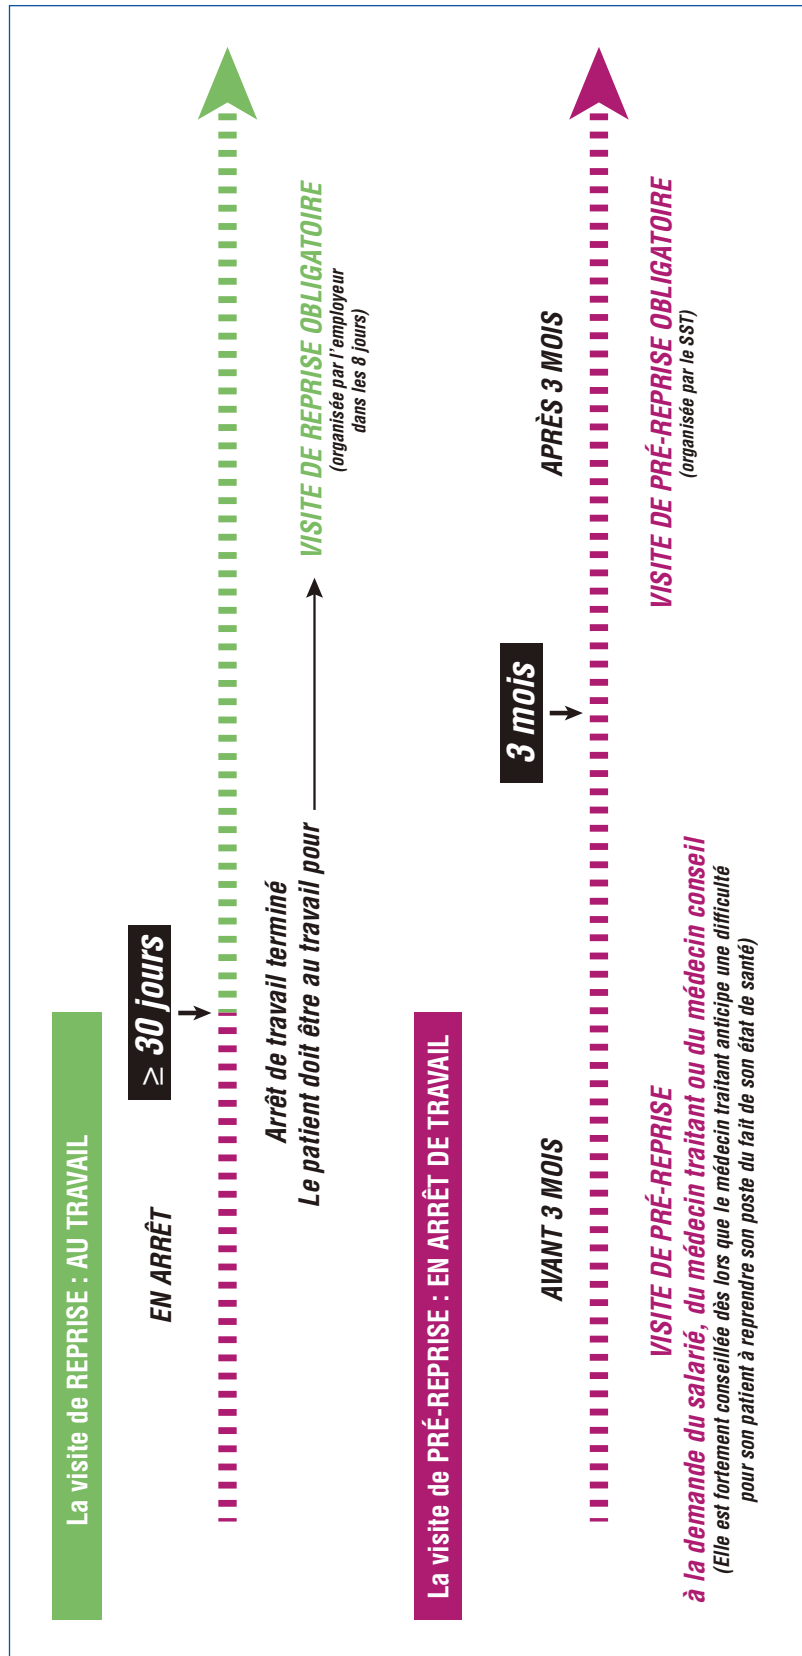 La visite de REPRISE : AU TRAVAIL
≥ 30 jours
EN ARRÊT
Arrêt de travail terminé
Le patient doit être au travail pour
VISITE DE REPRISE OBLIGATOIRE
(organisée par l'employeur
dans les 8 jours)
La visite de PRÉ-REPRISE : EN ARRÊT DE TRAVAIL
3 mois
AVANT 3 MOIS
APRÈS 3 MOIS
VISITE DE PRÉ-REPRISE
à la demande du salarié, du médecin traitant ou du médecin conseil
(Elle est fortement conseillée dès lors que le médecin traitant anticipe une difficulté
pour son patient à reprendre son poste du fait de son état de santé)
VISITE DE PRÉ-REPRISE OBLIGATOIRE
(organisée par le SST)